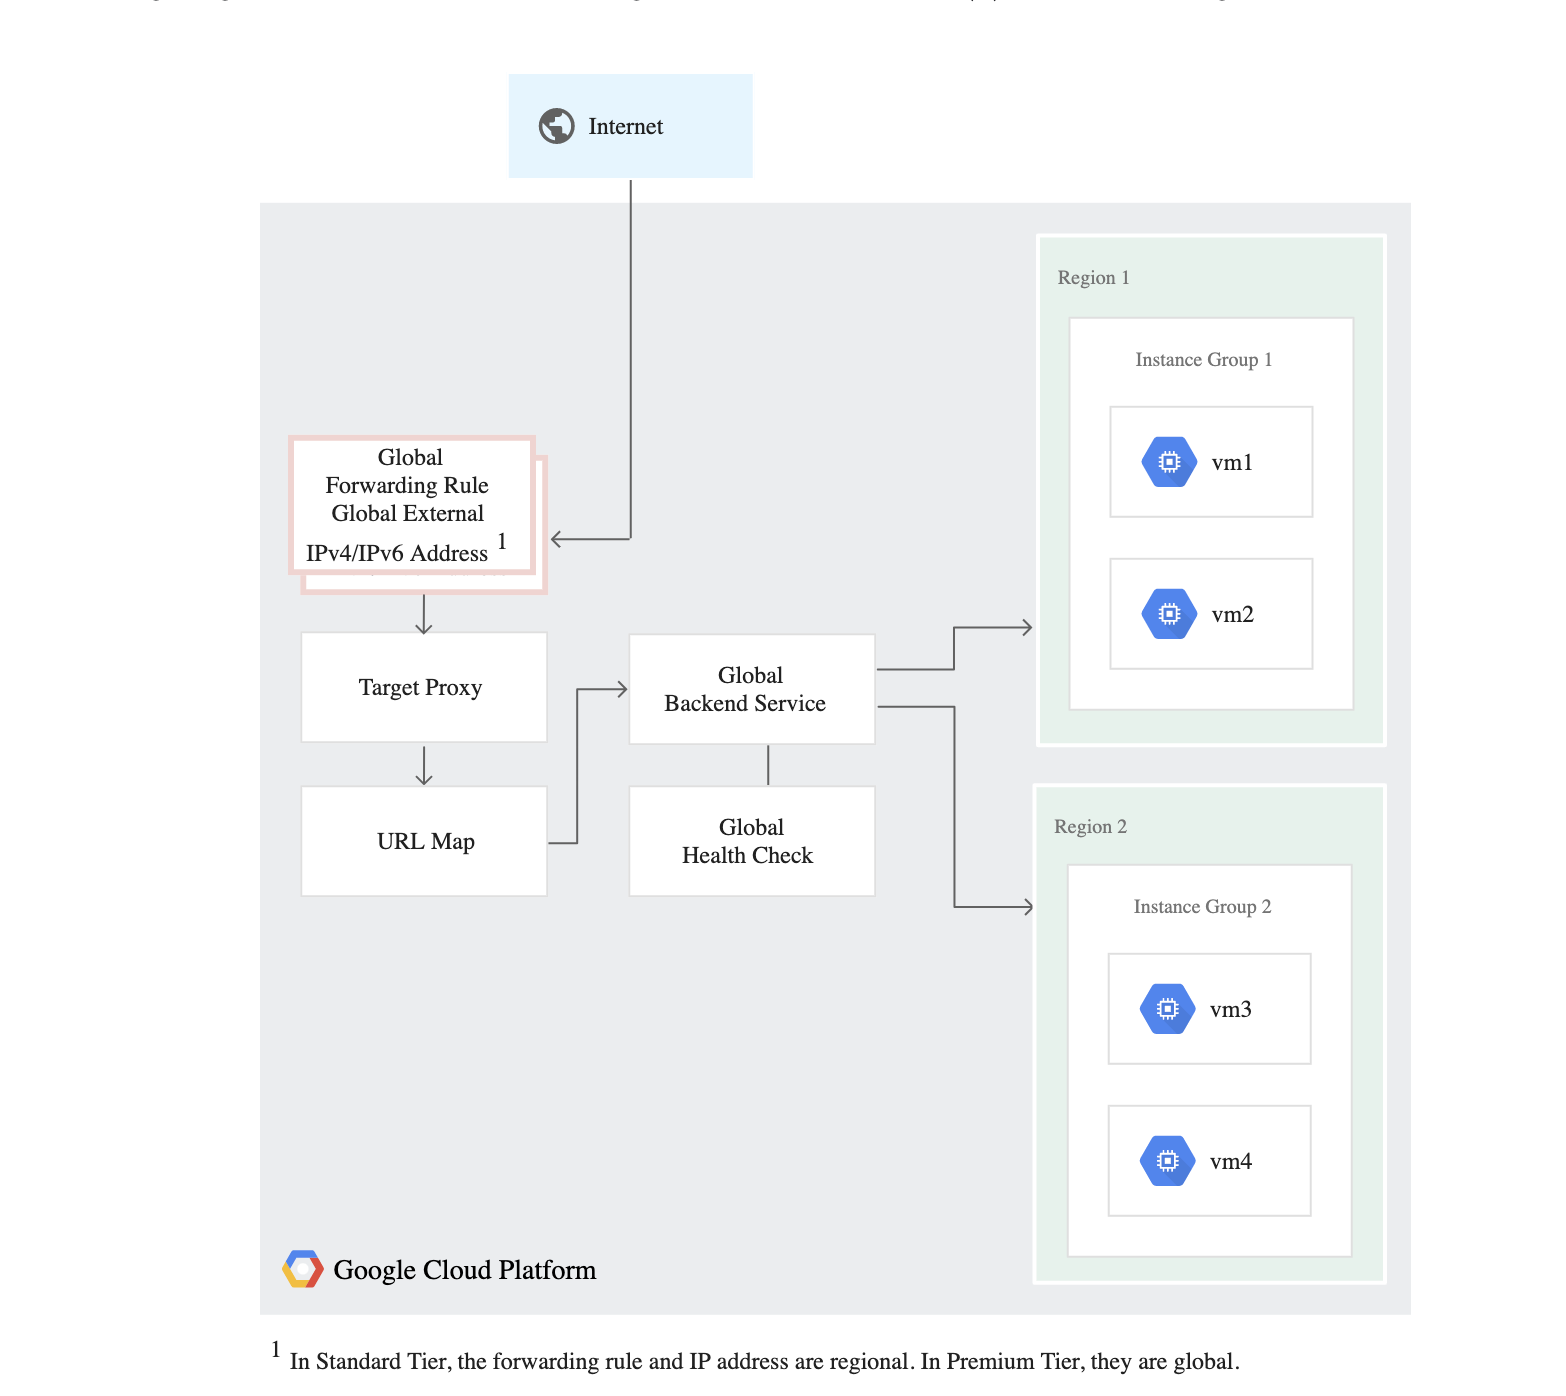 Internet
Region 1
Instance Group 1
vm1
vm2
Global
Forwarding Rule
Global External
IPv4/IPv6 Address 1
Target Proxy
URL Map
Global
Backend Service
Global
Health Check
Region 2
Instance Group 2
vm3
vm4
Google Cloud Platform
1 In Standard Tier, the forwarding rule and IP address are regional. In Premium Tier, they are global.